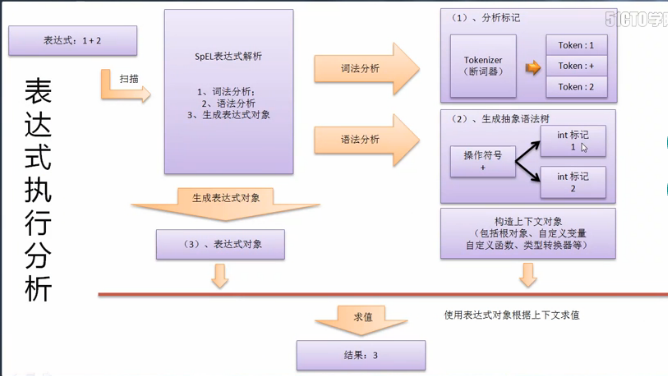 51CTO学院
表达式：1 + 2
扫描
表达式执行分析
SpEL表达式解析
1、词法分析；
2、语法分析
3、生成表达式对象
词法分析
语法分析
（1）、分析标记
Tokenizer
（断词器）
Token : 1
Token : +
Token : 2
（2）、生成抽象语法树
操作符号
+
int 标记
1
int 标记
2
生成表达式对象
（3）、表达式对象
构造上下文对象
（包括根对象、自定义变量
自定义函数、类型转换器等）
求值
使用表达式对象根据上下文求值
结果：3